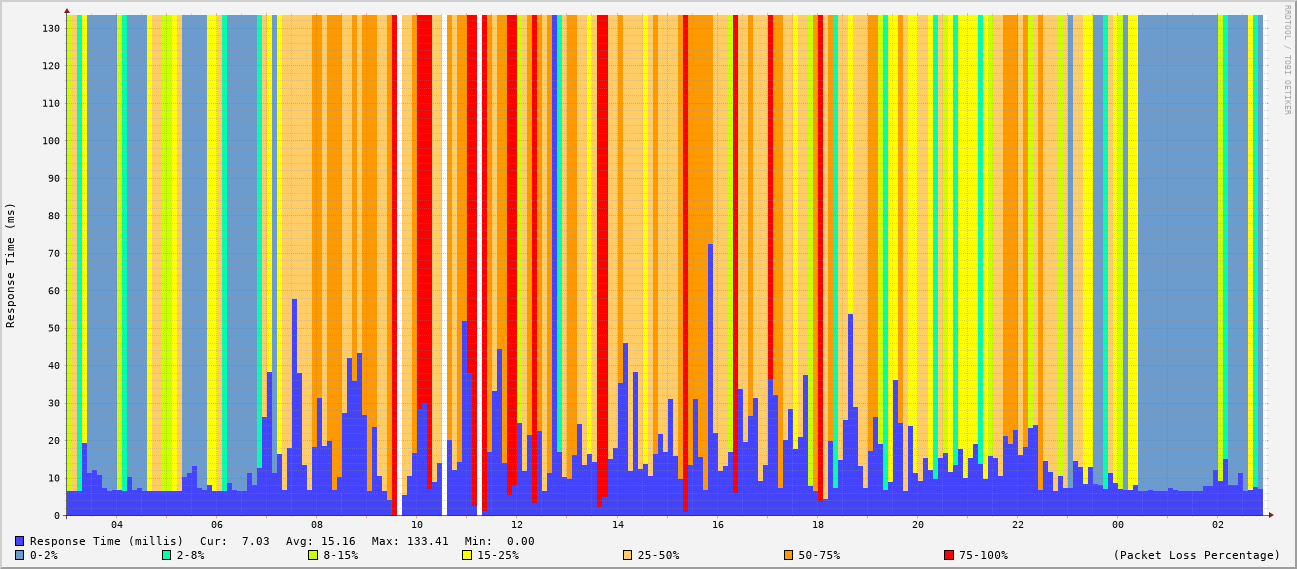 RRDTOOL / TOBI OETIKER
Response Time (ms)
130
120
110
100
90
80
70
60
50
40
30
20
10
0
04 06 08 10 12 14 16 18 20 22 00 02
Response Time (millis) Cur: 7.03 Avg: 15.16 Max: 133.41 Min: 0.00
0-2% 2-8% 8-15% 15-25% 25-50% 50-75% 75-100% (Packet Loss Percentage)